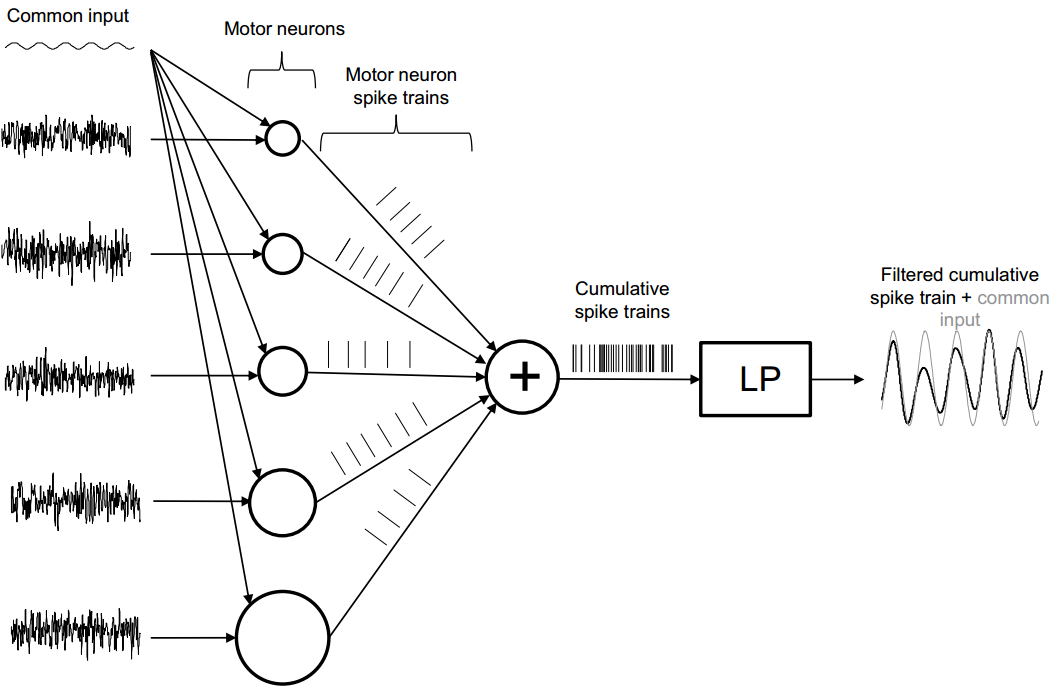 Common input
Motor neurons
Motor neuron
spike trains
Cumulative
spike trains
+
LP
Filtered cumulative
spike train + common
input